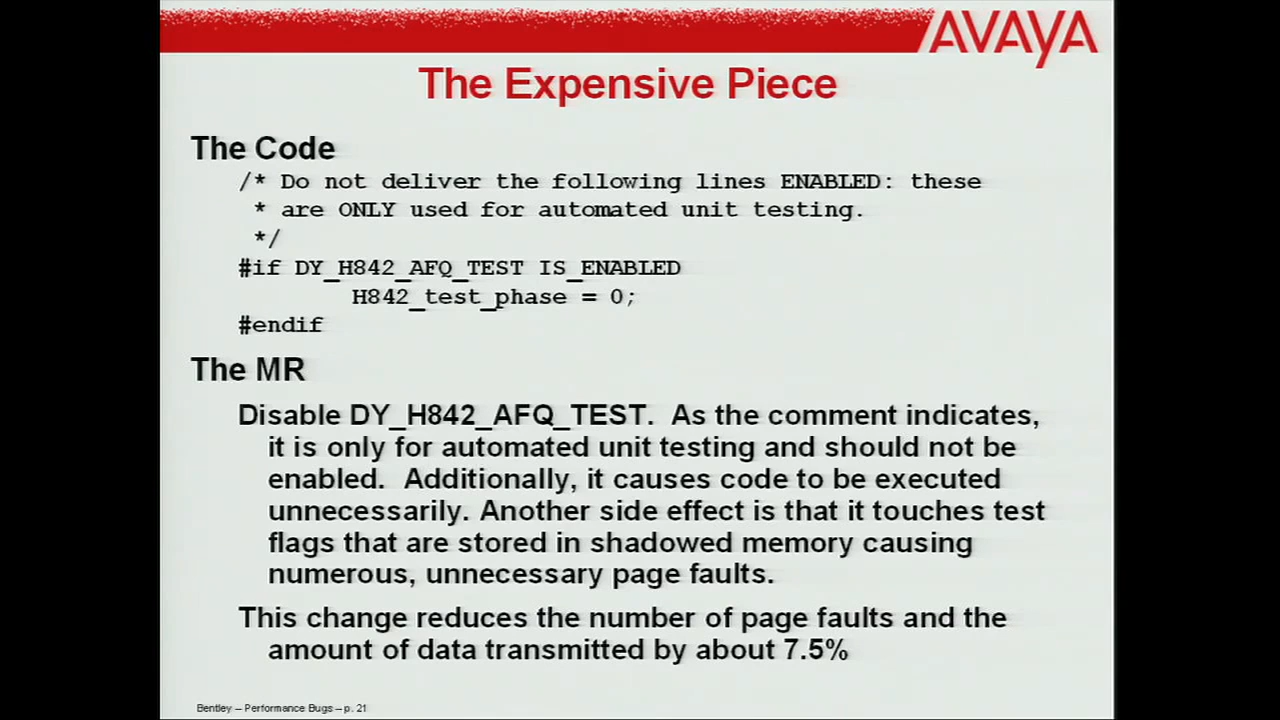 AVAYA
The Expensive Piece
The Code
/* Do not deliver the following lines ENABLED: these
* are ONLY used for automated unit testing.
*/
#if DY_H842_AFQ_TEST IS_ENABLED
H842_test_phase = 0;
#endif
The MR
Disable DY_H842_AFQ_TEST. As the comment indicates,
it is only for automated unit testing and should not be
enabled. Additionally, it causes code to be executed
unnecessarily. Another side effect is that it touches test
flags that are stored in shadowed memory causing
numerous, unnecessary page faults.
This change reduces the number of page faults and the
amount of data transmitted by about 7.5%
Bentley – Performance Bugs – p. 21